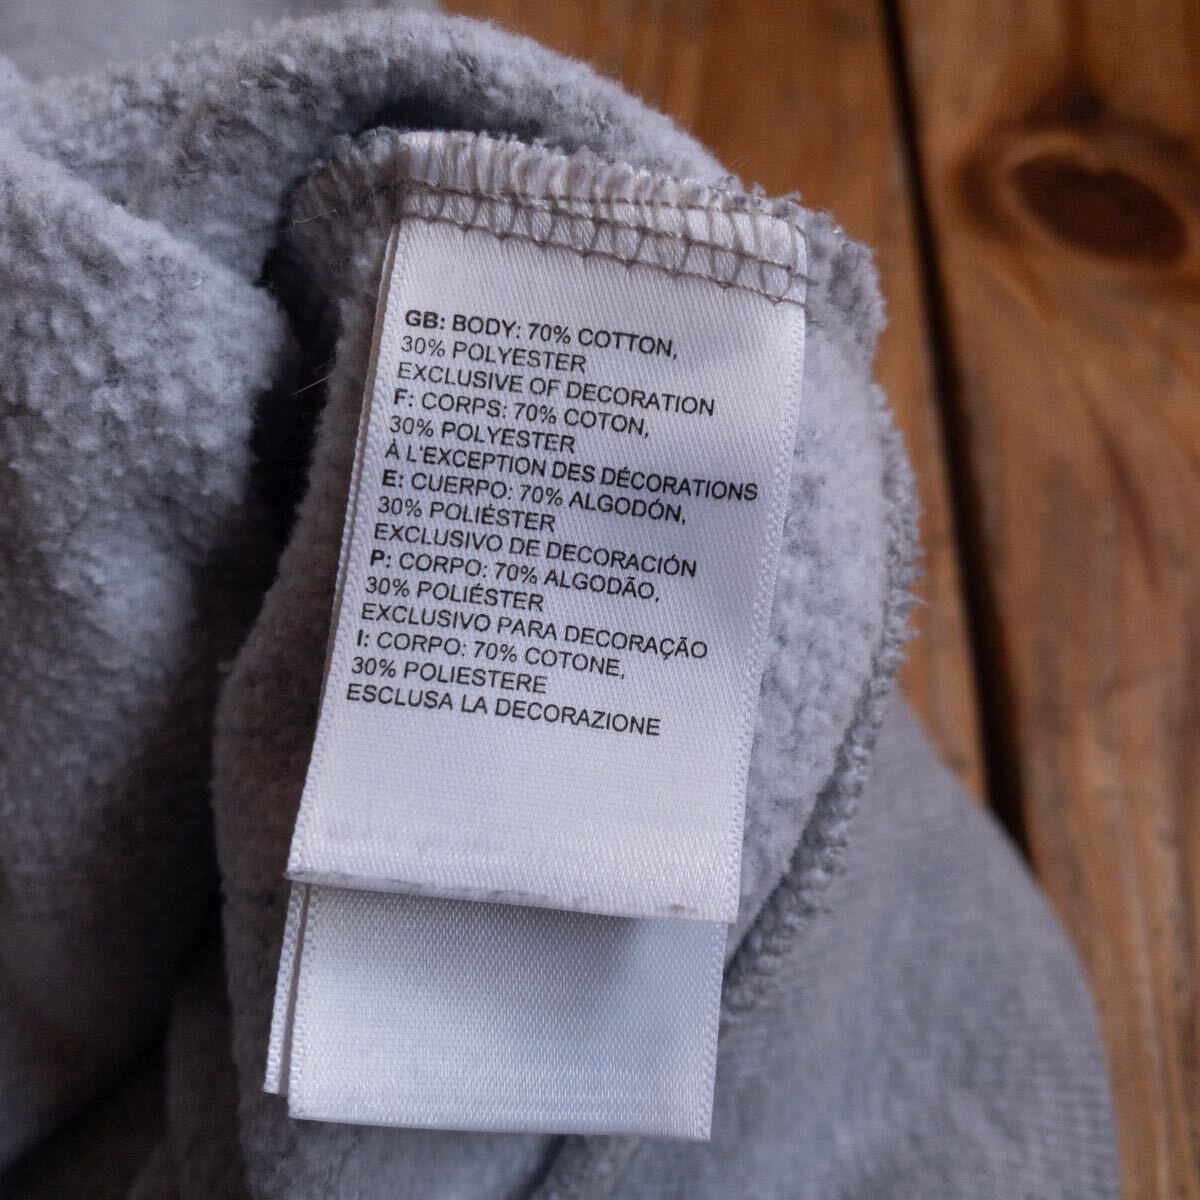 GB: BODY: 70% COTTON,
30% POLYESTER
EXCLUSIVE OF DECORATION
F: CORPS: 70% COTON,
30% POLYESTER
À L'EXCEPTION DES DÉCORATIONS
E: CUERPO: 70% ALGODÓN,
30% POLIÉSTER
EXCLUSIVO DE DECORACIÓN
P: CORPO: 70% ALGODÃO,
30% POLIÉSTER
EXCLUSIVO PARA DECORAÇÃO
I: CORPO: 70% COTONE,
30% POLIESTERE
ESCLUSA LA DECORAZIONE